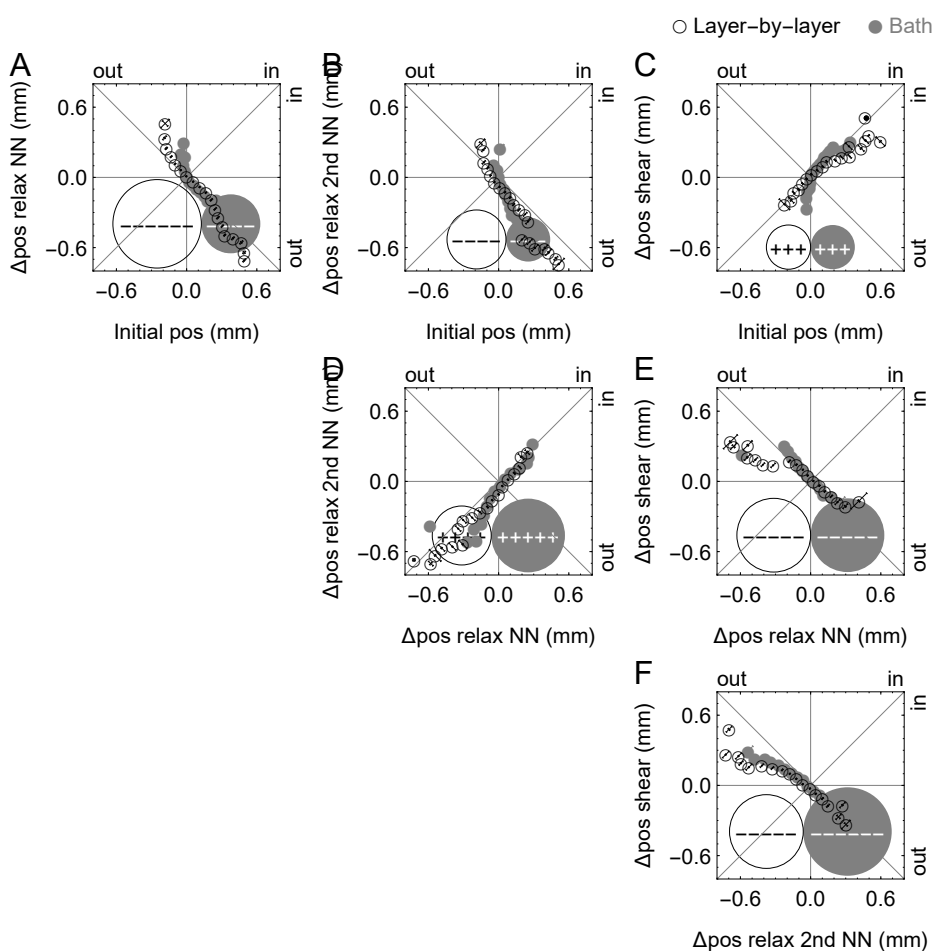 Layer−by−layer Bath
A
out in
Δpos relax NN (mm)
0.6
0.0
−0.6
in
out
−0.6 0.0 0.6
Initial pos (mm)
B
out in
Δpos relax 2nd NN (mm)
0.6
0.0
−0.6
in
out
−0.6 0.0 0.6
Initial pos (mm)
C
out in
Δpos shear (mm)
0.6
0.0
−0.6
in
out
+++ +++
−0.6 0.0 0.6
Initial pos (mm)
D
out in
Δpos relax 2nd NN (mm)
0.6
0.0
−0.6
in
out
−0.6 0.0 0.6
Δpos relax NN (mm)
E
out in
Δpos shear (mm)
0.6
0.0
−0.6
in
out
−0.6 0.0 0.6
Δpos relax NN (mm)
F
out in
Δpos shear (mm)
0.6
0.0
−0.6
in
out
−0.6 0.0 0.6
Δpos relax 2nd NN (mm)